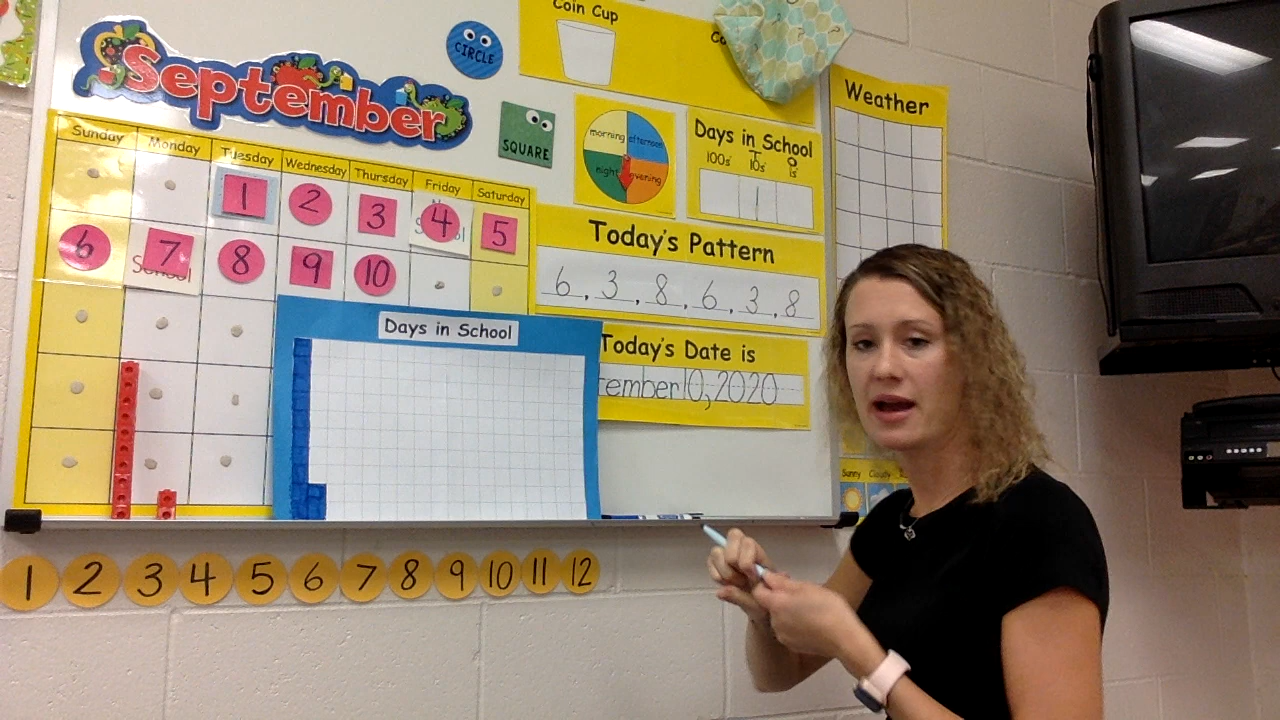 September
Sunday Monday Tuesday Wednesday Thursday Friday Saturday
1 2 3 4 5
6 7 8 9 10
School
CIRCLE
SQUARE
Coin Cup
morning afternoon
night evening
Days in School
100s 10s 1s
1
Today's Pattern
6, 3, 8, 6, 3, 8
Today's Date is
tember 10, 2020
Days in School
Weather
Sunny Cloudy
1 2 3 4 5 6 7 8 9 10 11 12